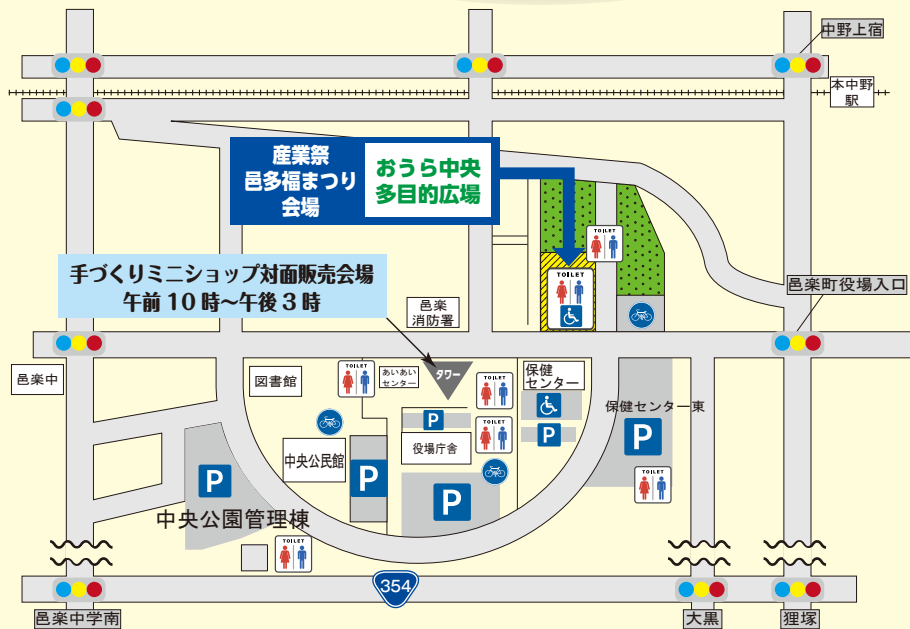 中野上宿
本中野
駅
産業祭
邑多福まつり
会場
おうら中央
多目的広場
TOILET
TOILET
手づくりミニショップ対面販売会場
午前10時～午後3時
邑楽
消防署
邑楽町役場入口
邑楽中
図書館
TOILET
あいあい
センター
タワー
TOILET
保健
センター
保健センター東
P
P
P
TOILET
中央公民館
役場庁舎
P
P
P
TOILET
中央公園管理棟
TOILET
354
邑楽中学南
大黒
狸塚